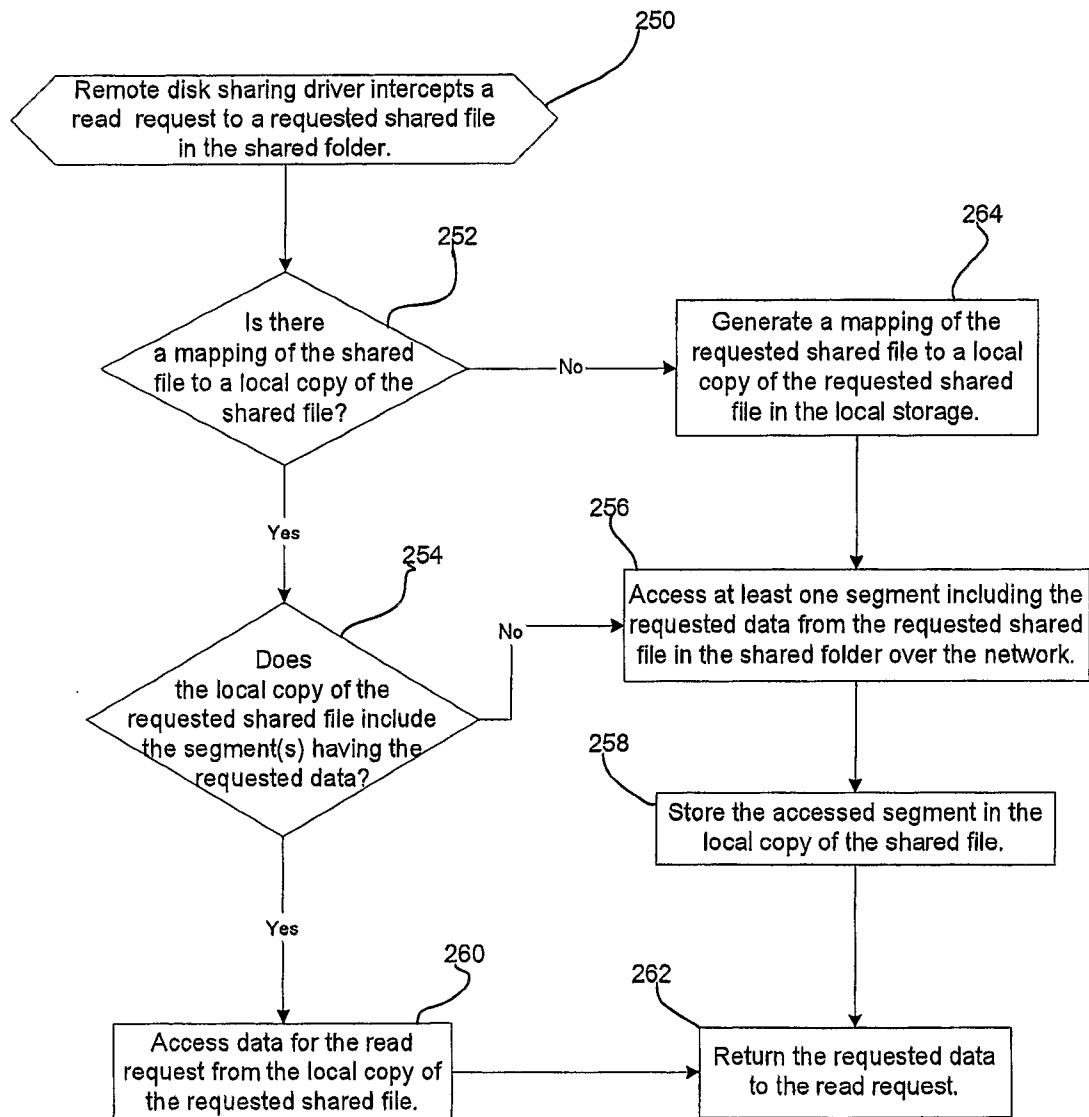 250
Remote disk sharing driver intercepts a
read request to a requested shared file
in the shared folder.
252
Is there
a mapping of the shared
file to a local copy of the
shared file?
No
264
Generate a mapping of the
requested shared file to a local
copy of the requested shared
file in the local storage.
Yes
254
Does
the local copy of the
requested shared file include
the segment(s) having the
requested data?
No
256
Access at least one segment including the
requested data from the requested shared
file in the shared folder over the network.
258
Store the accessed segment in the
local copy of the shared file.
Yes
260
Access data for the read
request from the local copy of
the requested shared file.
262
Return the requested data
to the read request.